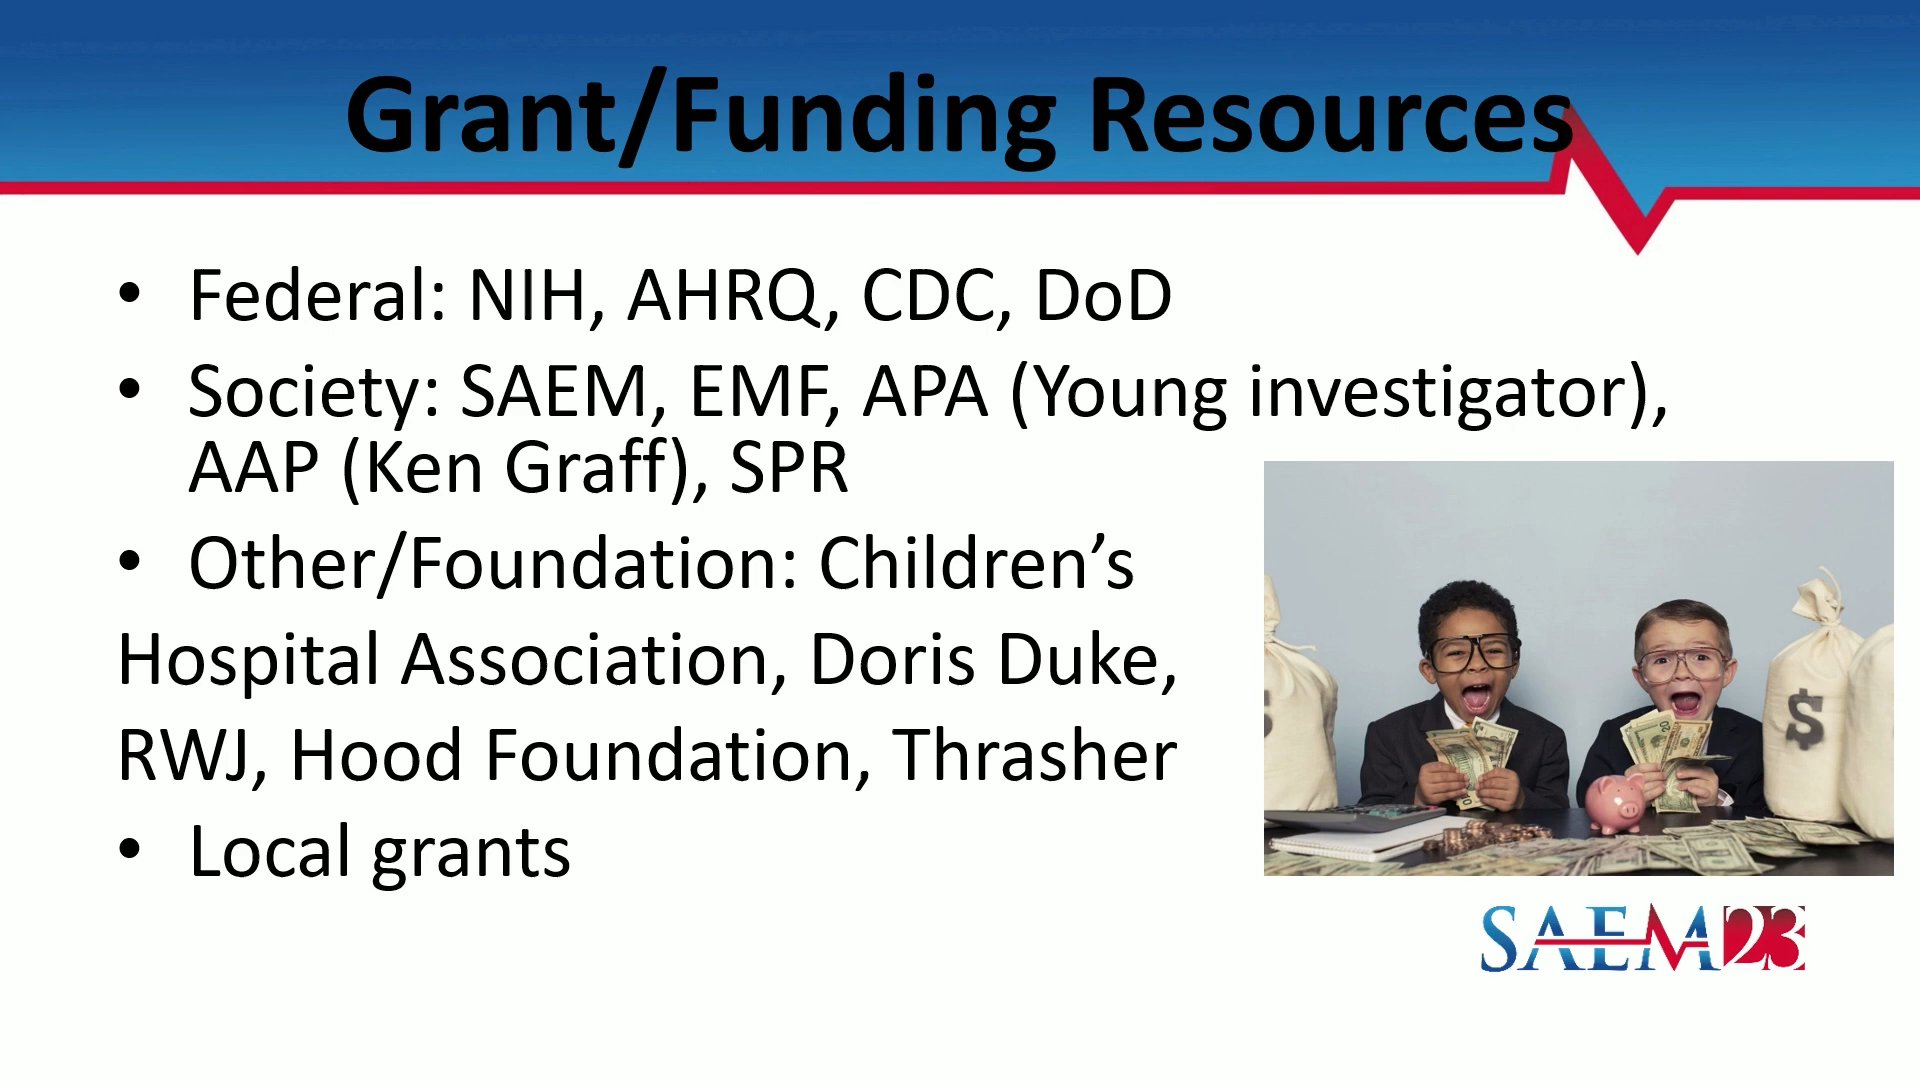 Grant/Funding Resources
• Federal: NIH, AHRQ, CDC, DoD
• Society: SAEM, EMF, APA (Young investigator),
AAP (Ken Graff), SPR
• Other/Foundation: Children’s
Hospital Association, Doris Duke,
RWJ, Hood Foundation, Thrasher
• Local grants
$
SAEM23